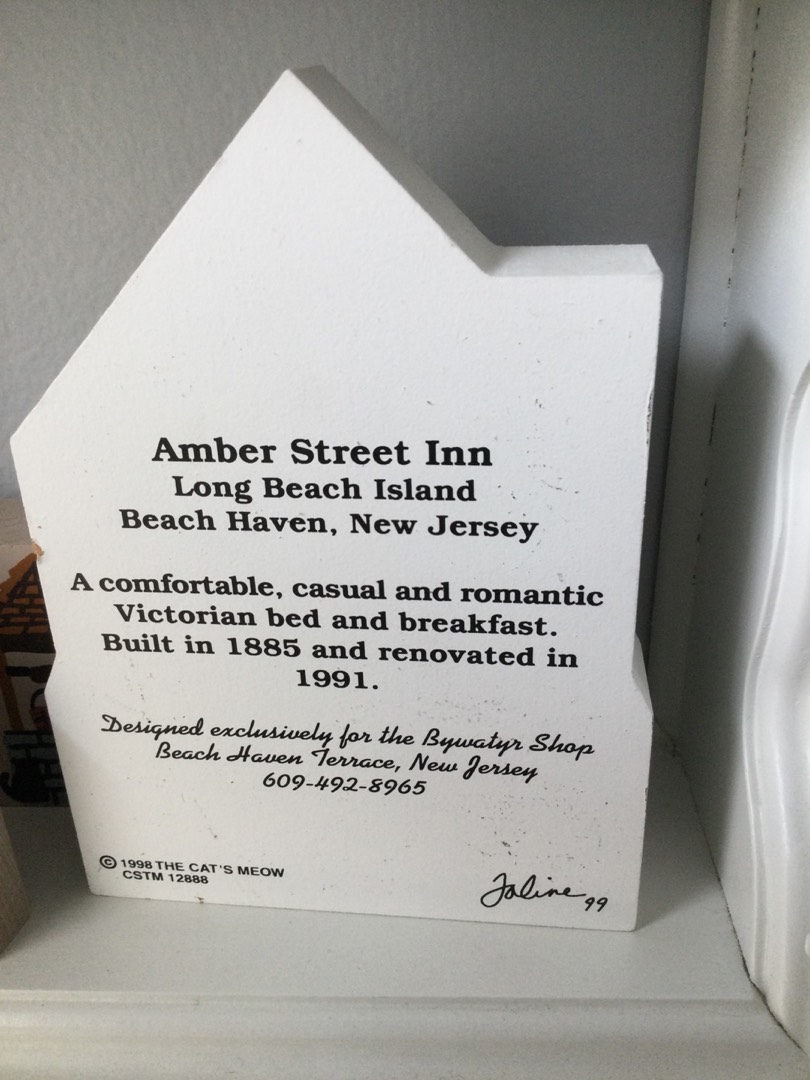 Amber Street Inn
Long Beach Island
Beach Haven, New Jersey
A comfortable, casual and romantic
Victorian bed and breakfast.
Built in 1885 and renovated in
1991.
Designed exclusively for the Bywatyr Shop
Beach Haven Terrace, New Jersey
609-492-8965
© 1998 THE CAT'S MEOW
CSTM 12888
Faline 99